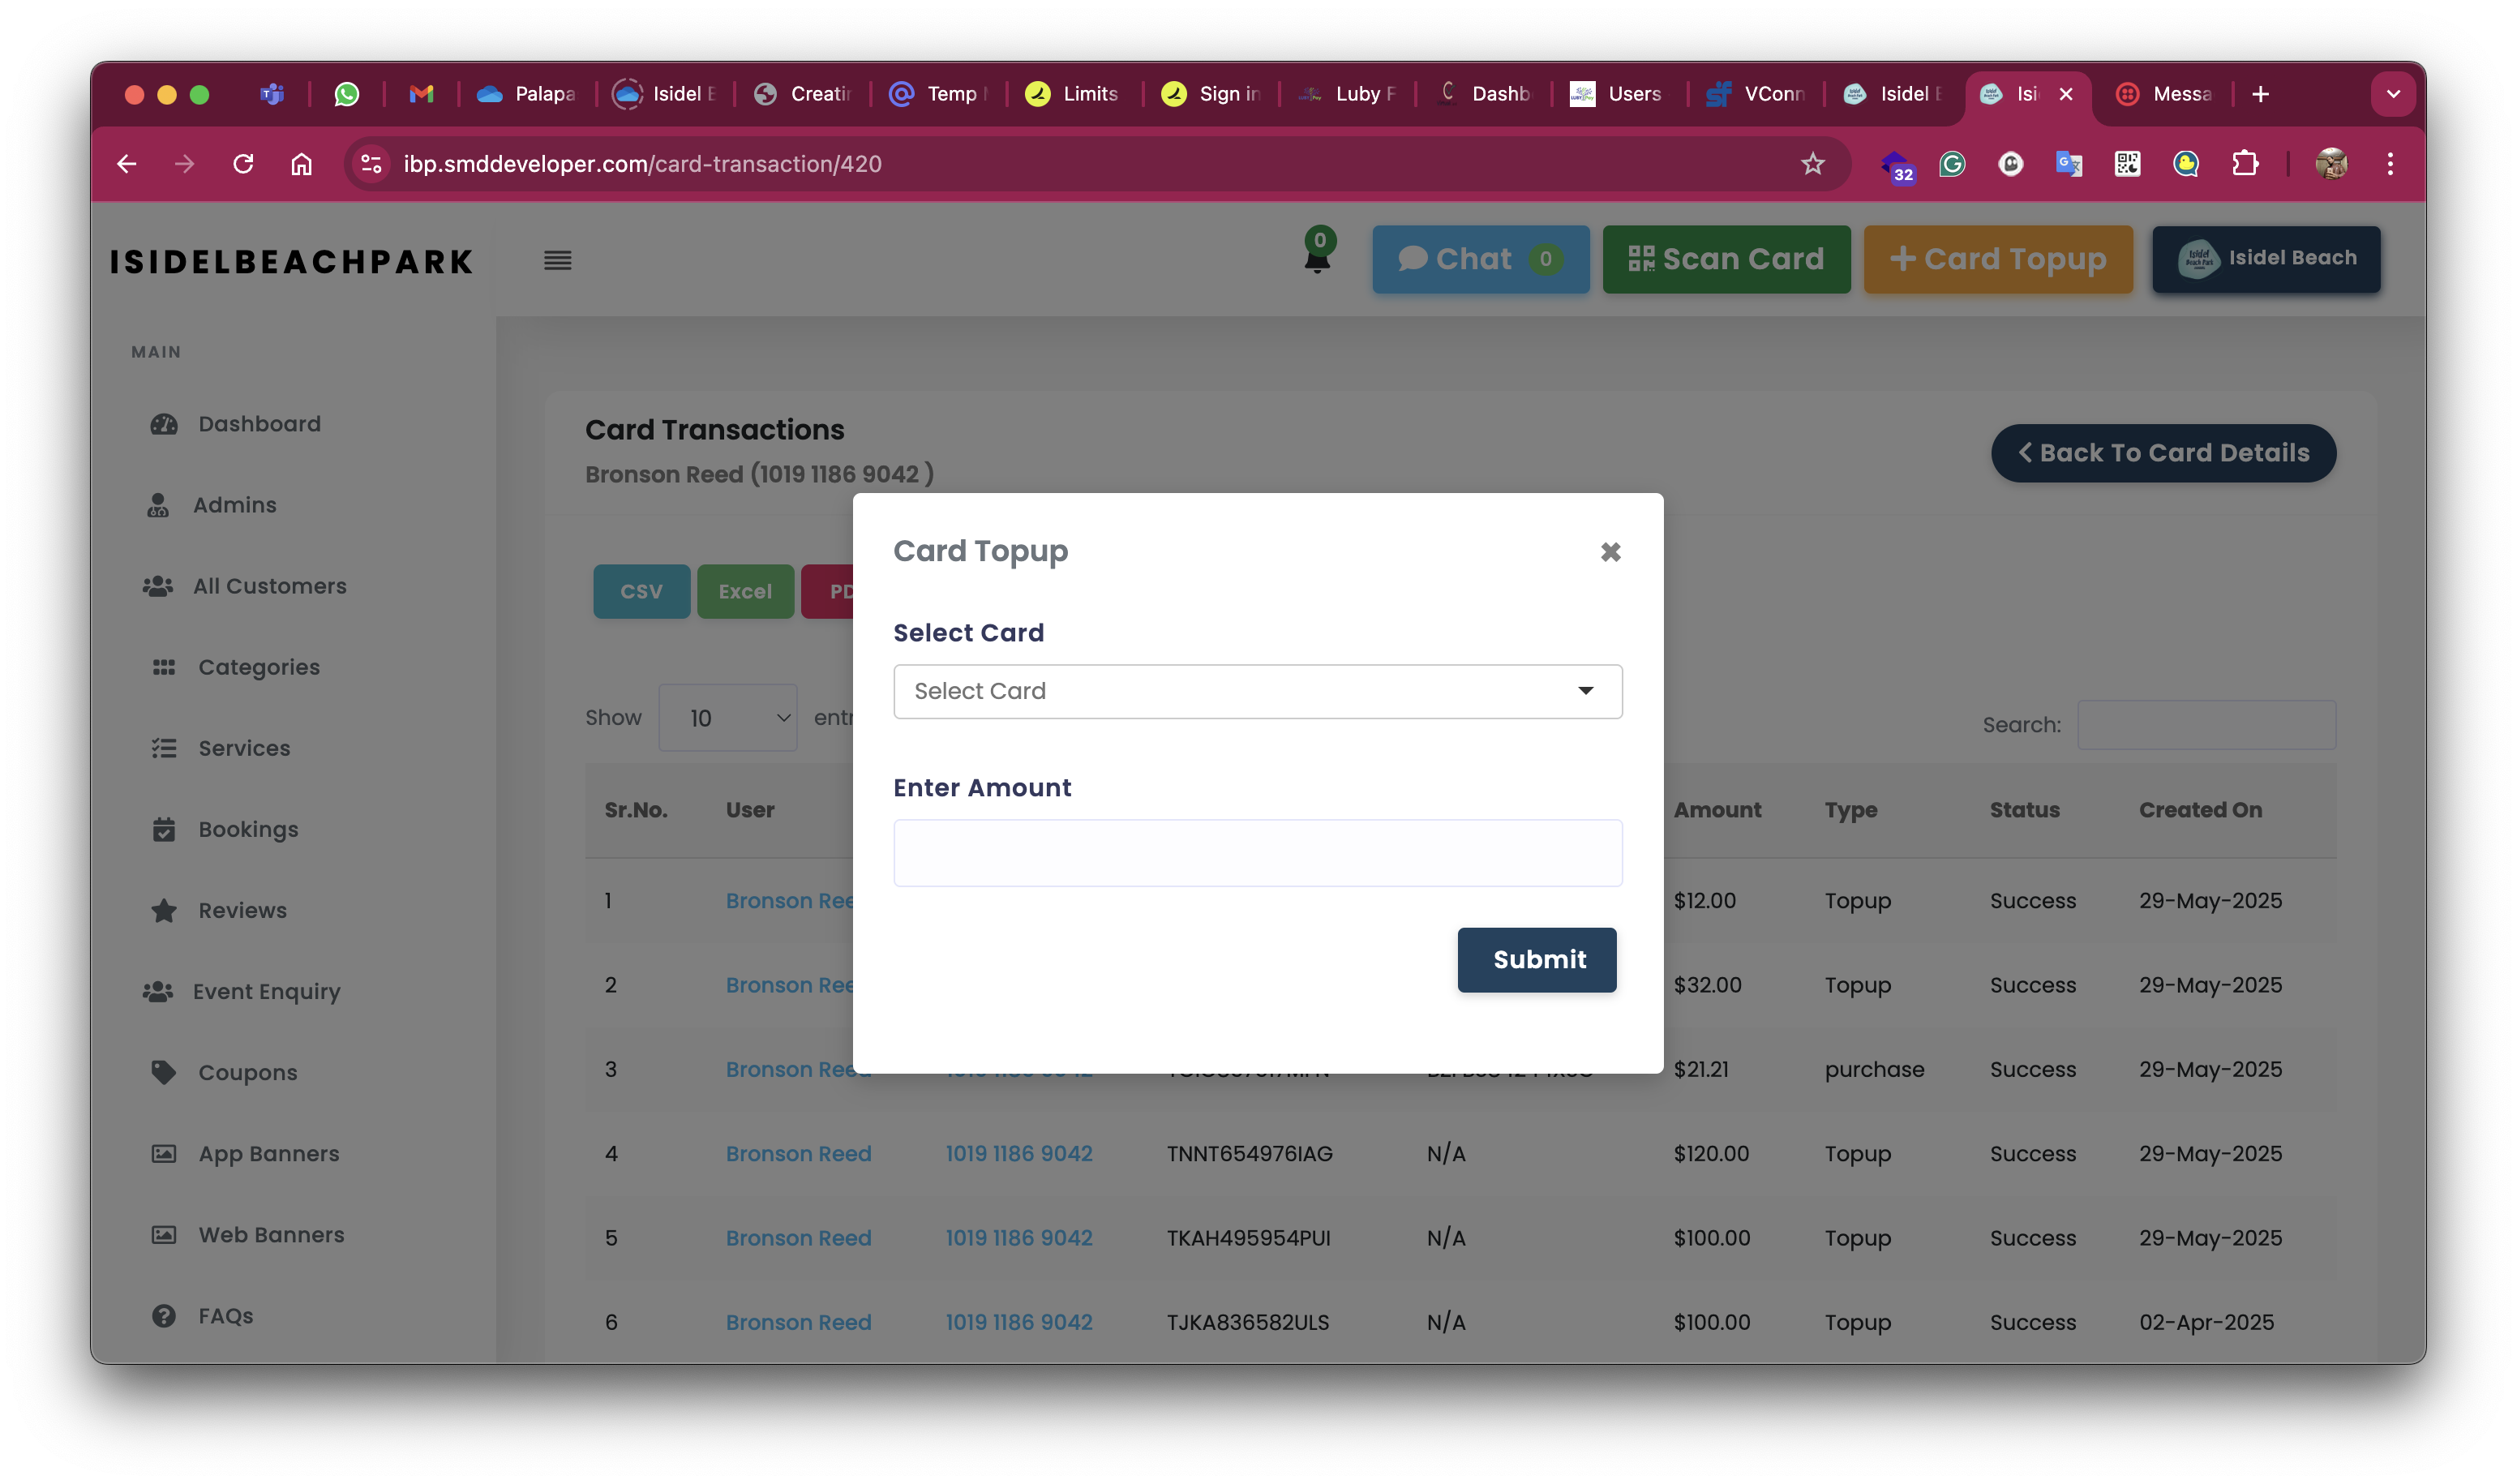 Palapa
Isidel
Creatin
Temp
Limits
Sign in
Luby F
Dashb
Users
VConn
Isidel
Isi
Messa
ibp.smddeveloper.com/card-transaction/420
32
ISIDELBEACHPARK
0
Chat 0
Scan Card
Card Topup
Isidel Beach
MAIN
Dashboard
Admins
All Customers
Categories
Services
Bookings
Reviews
Event Enquiry
Coupons
App Banners
Web Banners
FAQs
Card Transactions
Bronson Reed (1019 1186 9042 )
Back To Card Details
CSV Excel PD
Show 10 entr
Search:
Card Topup
Select Card
Select Card
Enter Amount
Submit
Sr.No. User Amount Type Status Created On
1 Bronson Ree $12.00 Topup Success 29-May-2025
2 Bronson Ree $32.00 Topup Success 29-May-2025
3 Bronson Reed $21.21 purchase Success 29-May-2025
4 Bronson Reed 1019 1186 9042 TNNT654976IAG N/A $120.00 Topup Success 29-May-2025
5 Bronson Reed 1019 1186 9042 TKAH495954PUI N/A $100.00 Topup Success 29-May-2025
6 Bronson Reed 1019 1186 9042 TJKA836582ULS N/A $100.00 Topup Success 02-Apr-2025